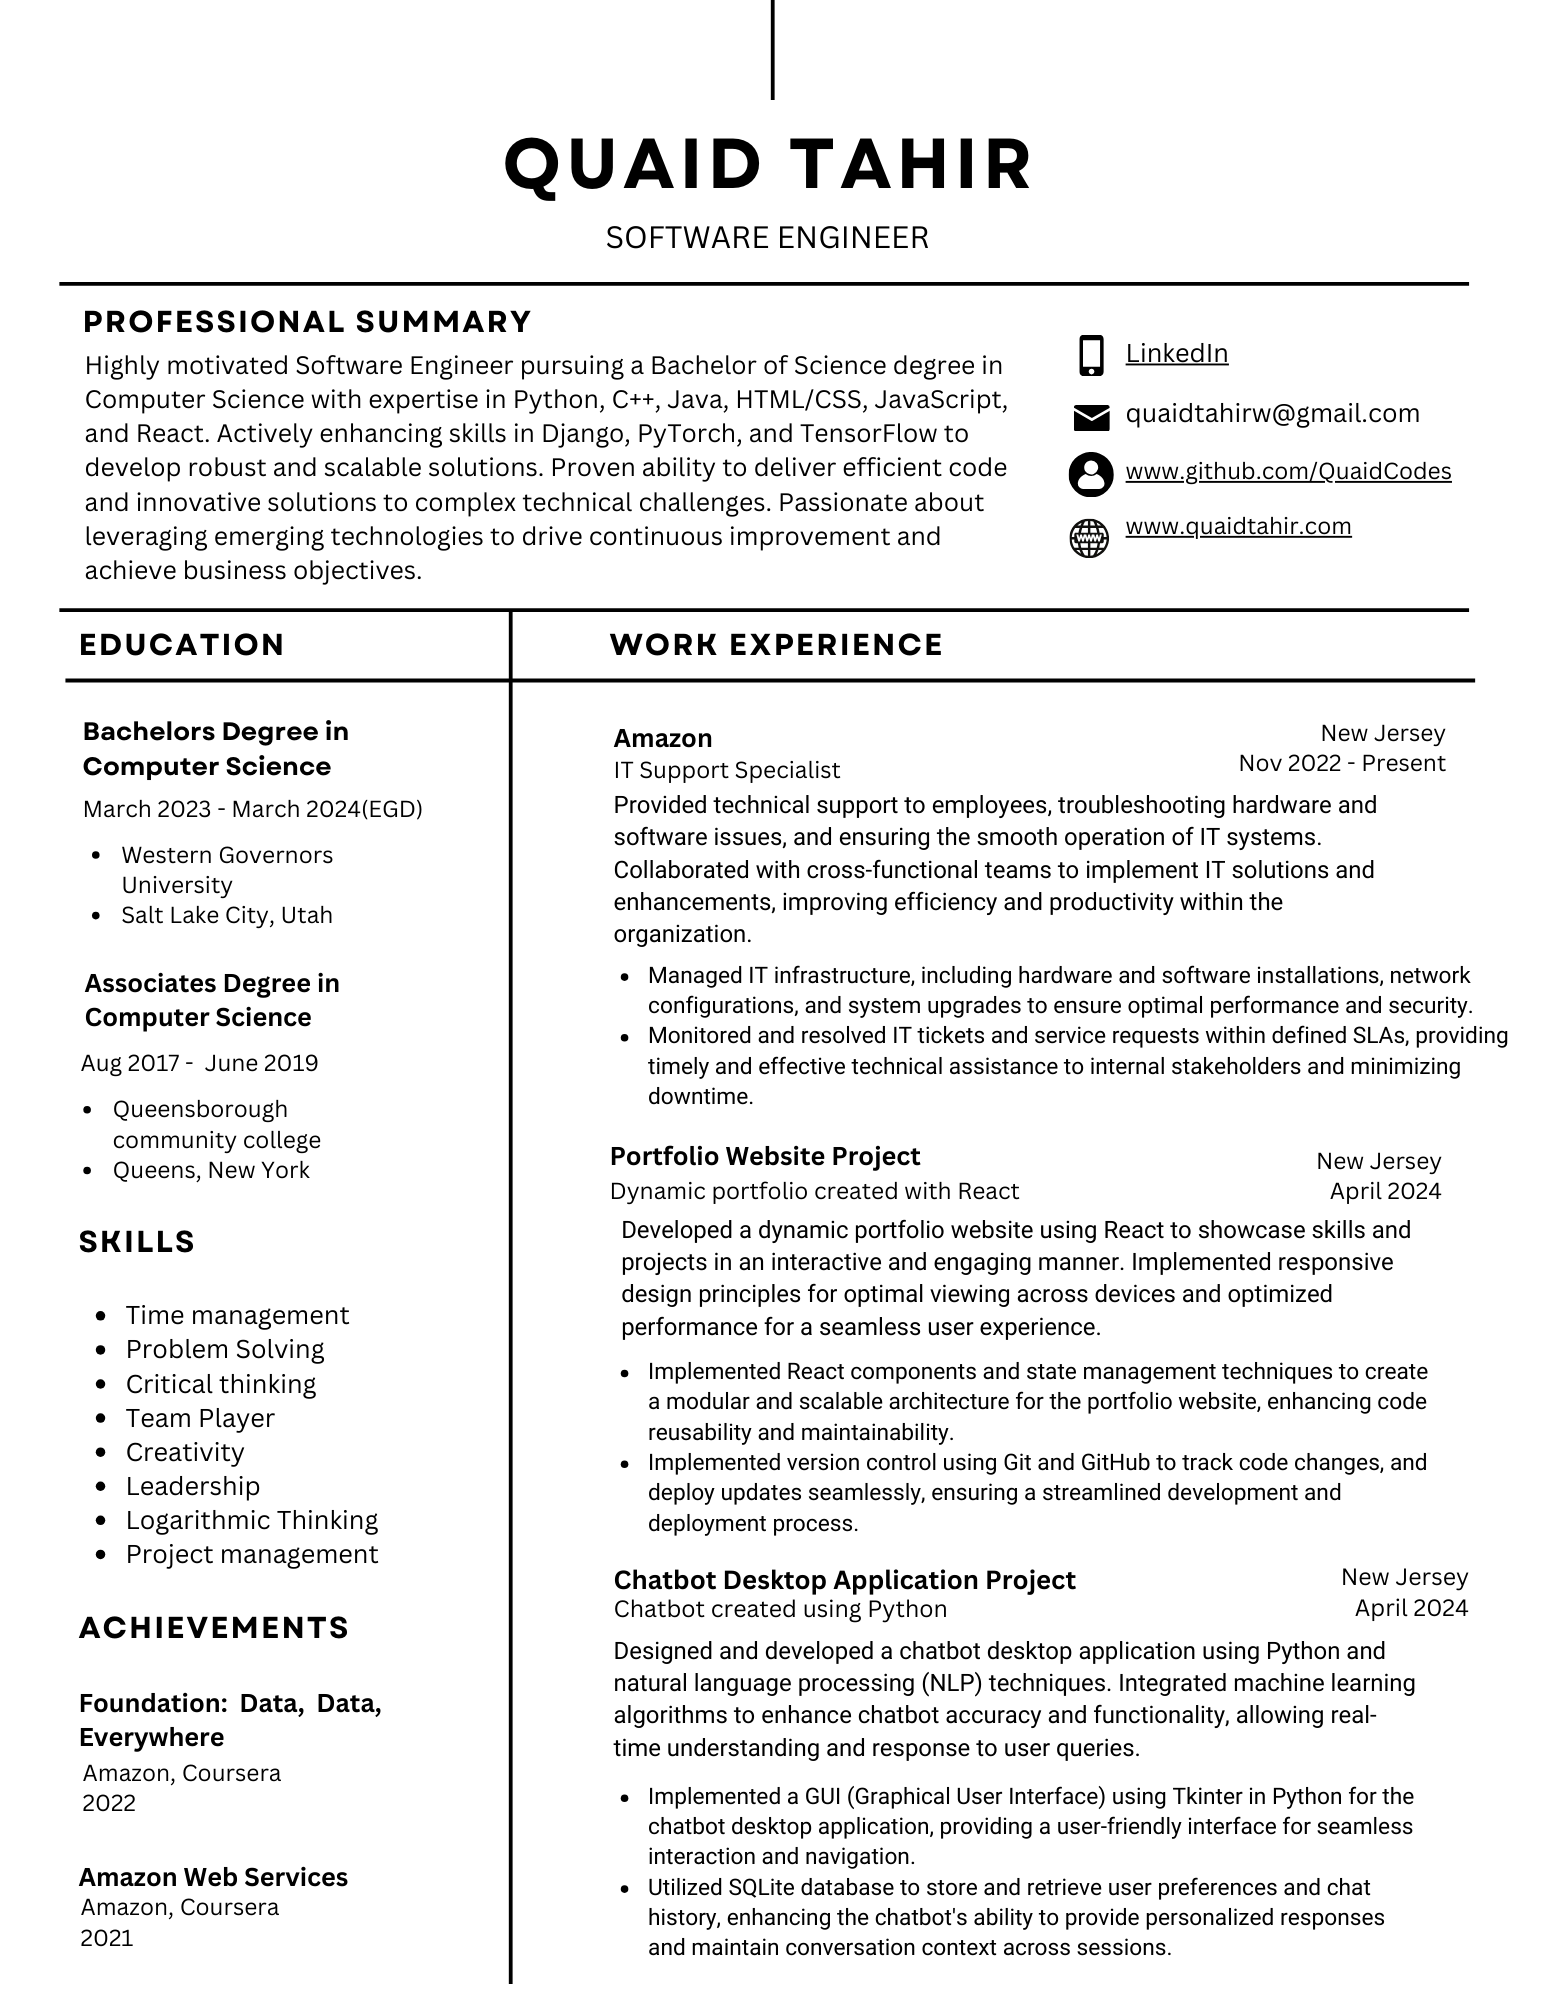 QUAID TAHIR
SOFTWARE ENGINEER
PROFESSIONAL SUMMARY
Highly motivated Software Engineer pursuing a Bachelor of Science degree in
Computer Science with expertise in Python, C++, Java, HTML/CSS, JavaScript,
and React. Actively enhancing skills in Django, PyTorch, and TensorFlow to
develop robust and scalable solutions. Proven ability to deliver efficient code
and innovative solutions to complex technical challenges. Passionate about
leveraging emerging technologies to drive continuous improvement and
achieve business objectives.
LinkedIn
quaidtahirw@gmail.com
www.github.com/QuaidCodes
www.quaidtahir.com
EDUCATION
Bachelors Degree in
Computer Science
March 2023 - March 2024(EGD)
• Western Governors
University
• Salt Lake City, Utah
Associates Degree in
Computer Science
Aug 2017 - June 2019
• Queensborough
community college
• Queens, New York
SKILLS
• Time management
• Problem Solving
• Critical thinking
• Team Player
• Creativity
• Leadership
• Logarithmic Thinking
• Project management
ACHIEVEMENTS
Foundation: Data, Data,
Everywhere
Amazon, Coursera
2022
Amazon Web Services
Amazon, Coursera
2021
WORK EXPERIENCE
Amazon
New Jersey
IT Support Specialist
Nov 2022 - Present
Provided technical support to employees, troubleshooting hardware and
software issues, and ensuring the smooth operation of IT systems.
Collaborated with cross-functional teams to implement IT solutions and
enhancements, improving efficiency and productivity within the
organization.
• Managed IT infrastructure, including hardware and software installations, network
configurations, and system upgrades to ensure optimal performance and security.
• Monitored and resolved IT tickets and service requests within defined SLAs, providing
timely and effective technical assistance to internal stakeholders and minimizing
downtime.
Portfolio Website Project
New Jersey
Dynamic portfolio created with React
April 2024
Developed a dynamic portfolio website using React to showcase skills and
projects in an interactive and engaging manner. Implemented responsive
design principles for optimal viewing across devices and optimized
performance for a seamless user experience.
• Implemented React components and state management techniques to create
a modular and scalable architecture for the portfolio website, enhancing code
reusability and maintainability.
• Implemented version control using Git and GitHub to track code changes, and
deploy updates seamlessly, ensuring a streamlined development and
deployment process.
Chatbot Desktop Application Project
New Jersey
Chatbot created using Python
April 2024
Designed and developed a chatbot desktop application using Python and
natural language processing (NLP) techniques. Integrated machine learning
algorithms to enhance chatbot accuracy and functionality, allowing real-
time understanding and response to user queries.
• Implemented a GUI (Graphical User Interface) using Tkinter in Python for the
chatbot desktop application, providing a user-friendly interface for seamless
interaction and navigation.
• Utilized SQLite database to store and retrieve user preferences and chat
history, enhancing the chatbot's ability to provide personalized responses
and maintain conversation context across sessions.